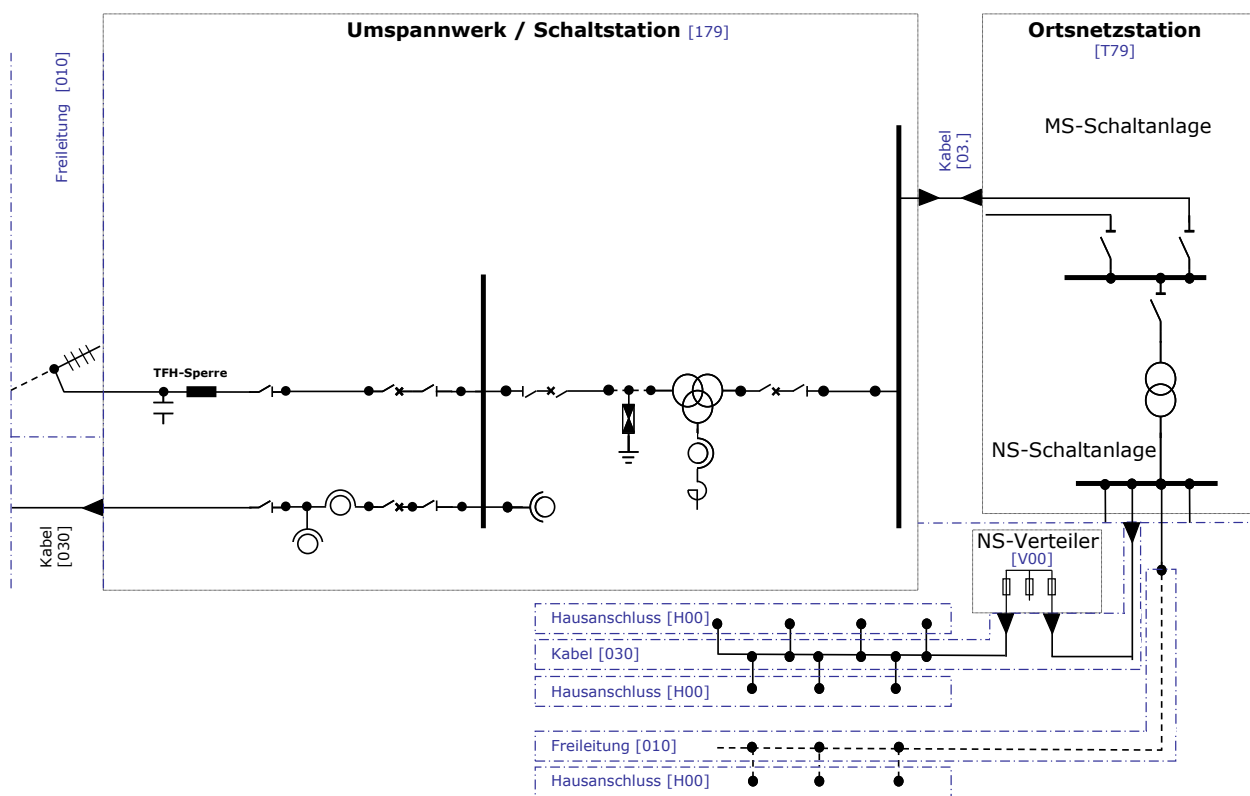 Umspannwerk / Schaltstation [179]
Ortsnetzstation
[T79]
Freileitung [010]
MS-Schaltanlage
Kabel
[03.]
TFH-Sperre
NS-Schaltanlage
Kabel
[030]
NS-Verteiler
[V00]
Hausanschluss [H00]
Kabel [030]
Hausanschluss [H00]
Freileitung [010]
Hausanschluss [H00]